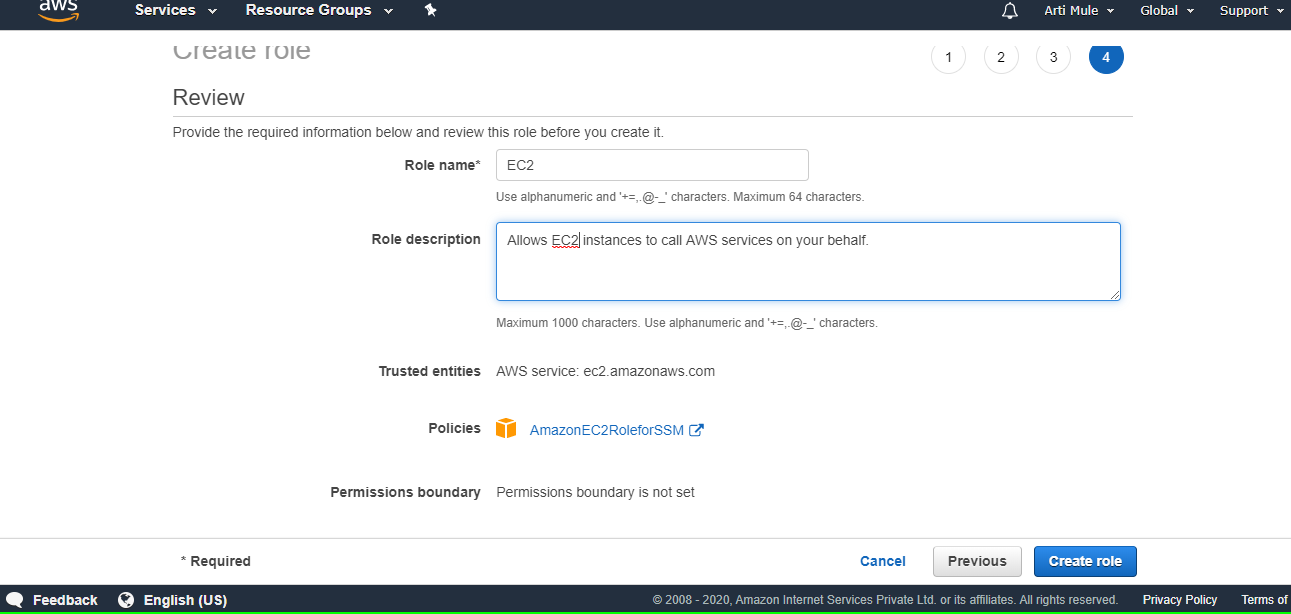 aws Services Resource Groups Arti Mule Global Support
Create role 1 2 3 4
Review
Provide the required information below and review this role before you create it.
Role name* EC2
Use alphanumeric and '+=,.@-_' characters. Maximum 64 characters.
Role description Allows EC2 instances to call AWS services on your behalf.
Maximum 1000 characters. Use alphanumeric and '+=,.@-_' characters.
Trusted entities AWS service: ec2.amazonaws.com
Policies AmazonEC2RoleforSSM
Permissions boundary Permissions boundary is not set
* Required Cancel Previous Create role
Feedback English (US) © 2008 - 2020, Amazon Internet Services Private Ltd. or its affiliates. All rights reserved. Privacy Policy Terms of